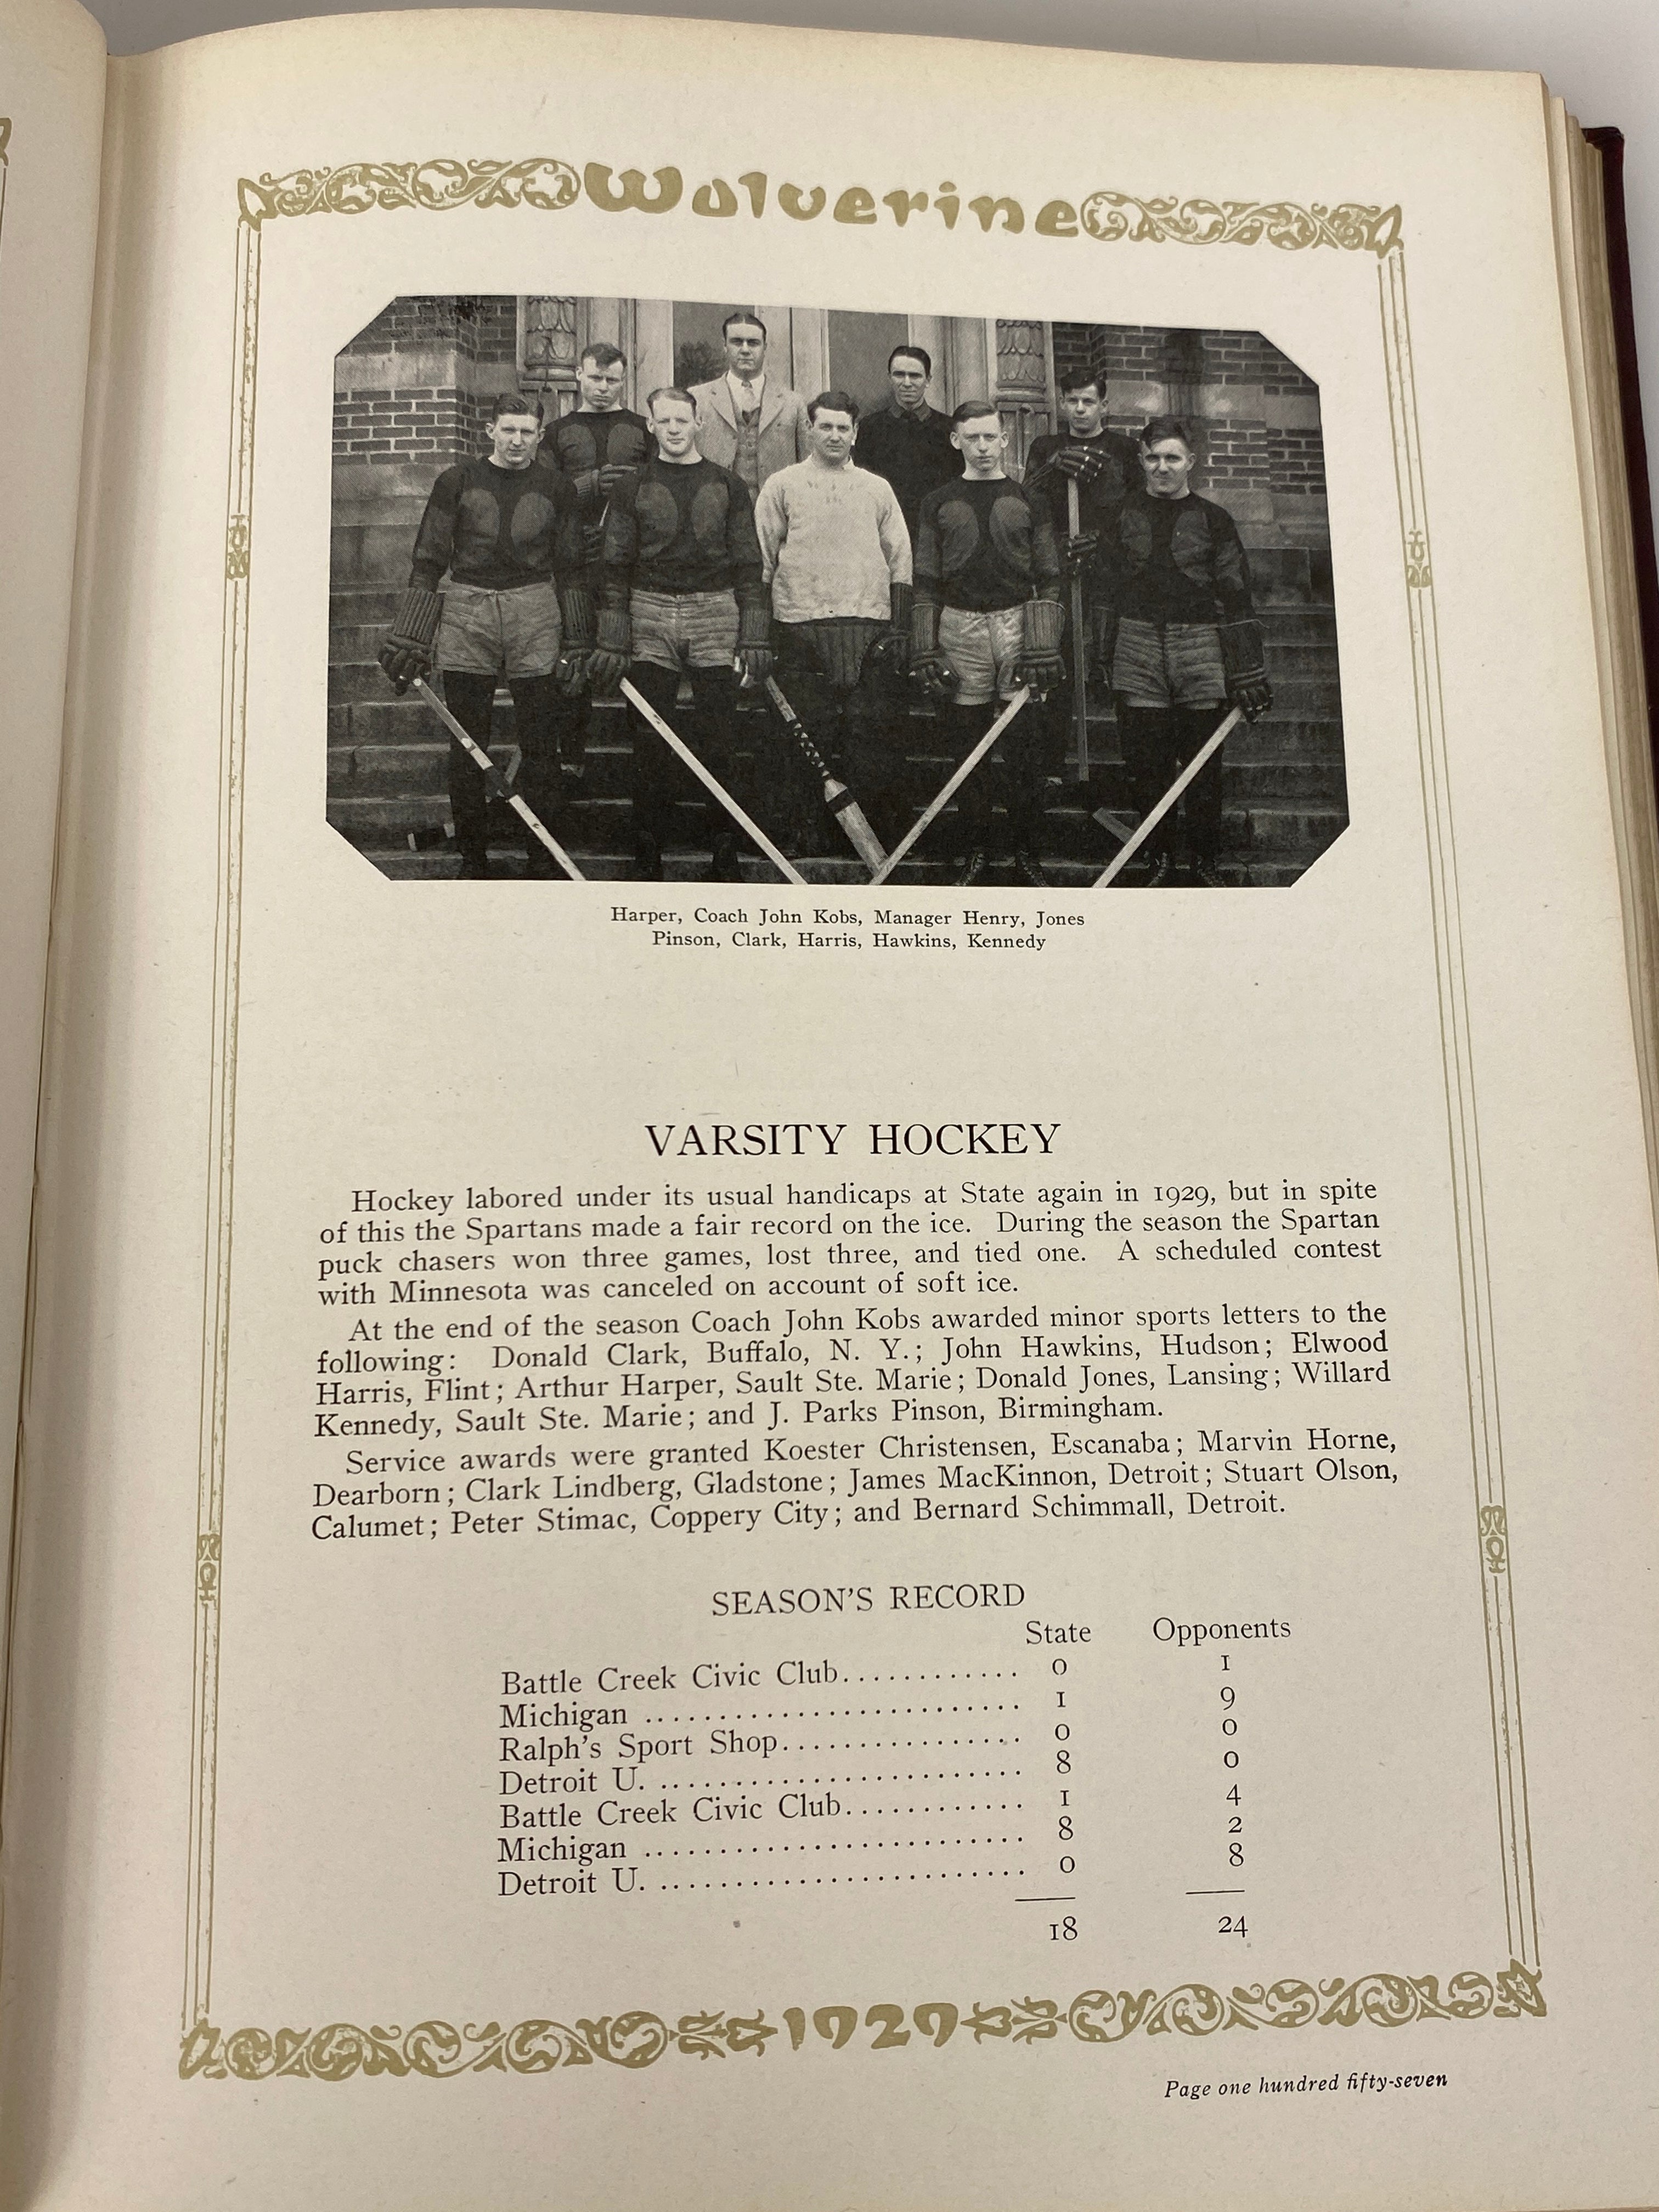 Wolverine
Harper, Coach John Kobs, Manager Henry, Jones
Pinson, Clark, Harris, Hawkins, Kennedy
VARSITY HOCKEY
Hockey labored under its usual handicaps at State again in 1929, but in spite
of this the Spartans made a fair record on the ice. During the season the Spartan
puck chasers won three games, lost three, and tied one. A scheduled contest
with Minnesota was canceled on account of soft ice.
At the end of the season Coach John Kobs awarded minor sports letters to the
following: Donald Clark, Buffalo, N. Y.; John Hawkins, Hudson; Elwood
Harris, Flint; Arthur Harper, Sault Ste. Marie; Donald Jones, Lansing; Willard
Kennedy, Sault Ste. Marie; and J. Parks Pinson, Birmingham.
Service awards were granted Koester Christensen, Escanaba; Marvin Horne,
Dearborn; Clark Lindberg, Gladstone; James MacKinnon, Detroit; Stuart Olson,
Calumet; Peter Stimac, Coppery City; and Bernard Schimmall, Detroit.
SEASON'S RECORD
State Opponents
Battle Creek Civic Club............ 0 1
Michigan ......................... 1 9
Ralph's Sport Shop................ 0 0
Detroit U. ........................ 8 0
Battle Creek Civic Club............ 1 4
Michigan ......................... 8 2
Detroit U. ........................ 0 8
18 24
1929
Page one hundred fifty-seven